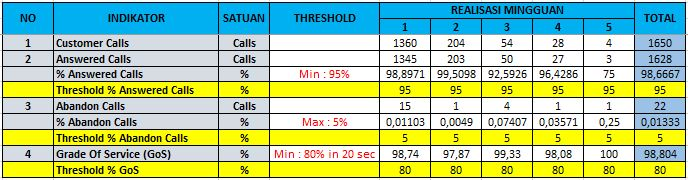 NO INDIKATOR SATUAN THRESHOLD REALISASI MINGGUAN TOTAL
1 2 3 4 5
1 Customer Calls Calls 1360 204 54 28 4 1650
2 Answered Calls Calls 1345 203 50 27 3 1628
% Answered Calls % Min : 95% 98,8971 99,5098 92,5926 96,4286 75 98,6667
Threshold % Answered Calls % 95 95 95 95 95 95
3 Abandon Calls Calls 15 1 4 1 1 22
% Abandon Calls % Max : 5% 0,01103 0,0049 0,07407 0,03571 0,25 0,01333
Threshold % Abandon Calls % 5 5 5 5 5 5
4 Grade Of Service (GoS) % Min : 80% in 20 sec 98,74 97,87 99,33 98,08 100 98,804
Threshold % GoS % 80 80 80 80 80 80